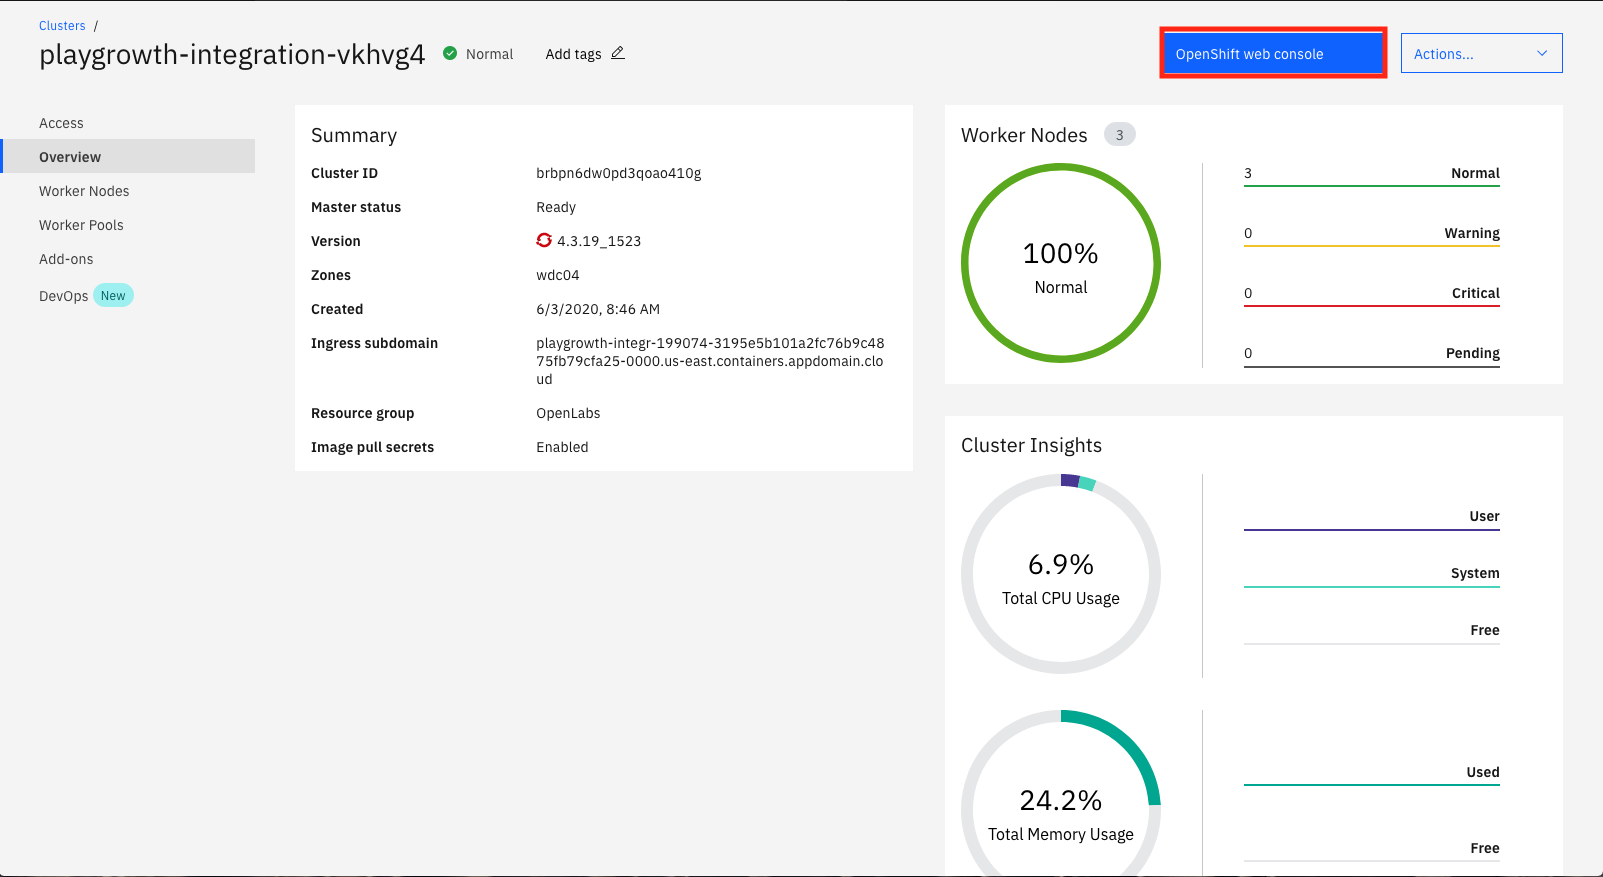 Clusters /
playgrowth-integration-vkhvg4
Normal
Add tags
OpenShift web console
Actions...
Access
Overview
Worker Nodes
Worker Pools
Add-ons
DevOps New
Summary
Cluster ID brbpn6dw0pd3qoao410g
Master status Ready
Version 4.3.19_1523
Zones wdc04
Created 6/3/2020, 8:46 AM
Ingress subdomain playgrowth-integr-199074-3195e5b101a2fc76b9c48
75fb79cfa25-0000.us-east.containers.appdomain.clo
ud
Resource group OpenLabs
Image pull secrets Enabled
Worker Nodes 3
100%
Normal
3 Normal
0 Warning
0 Critical
0 Pending
Cluster Insights
6.9%
Total CPU Usage
User
System
Free
24.2%
Total Memory Usage
Used
Free